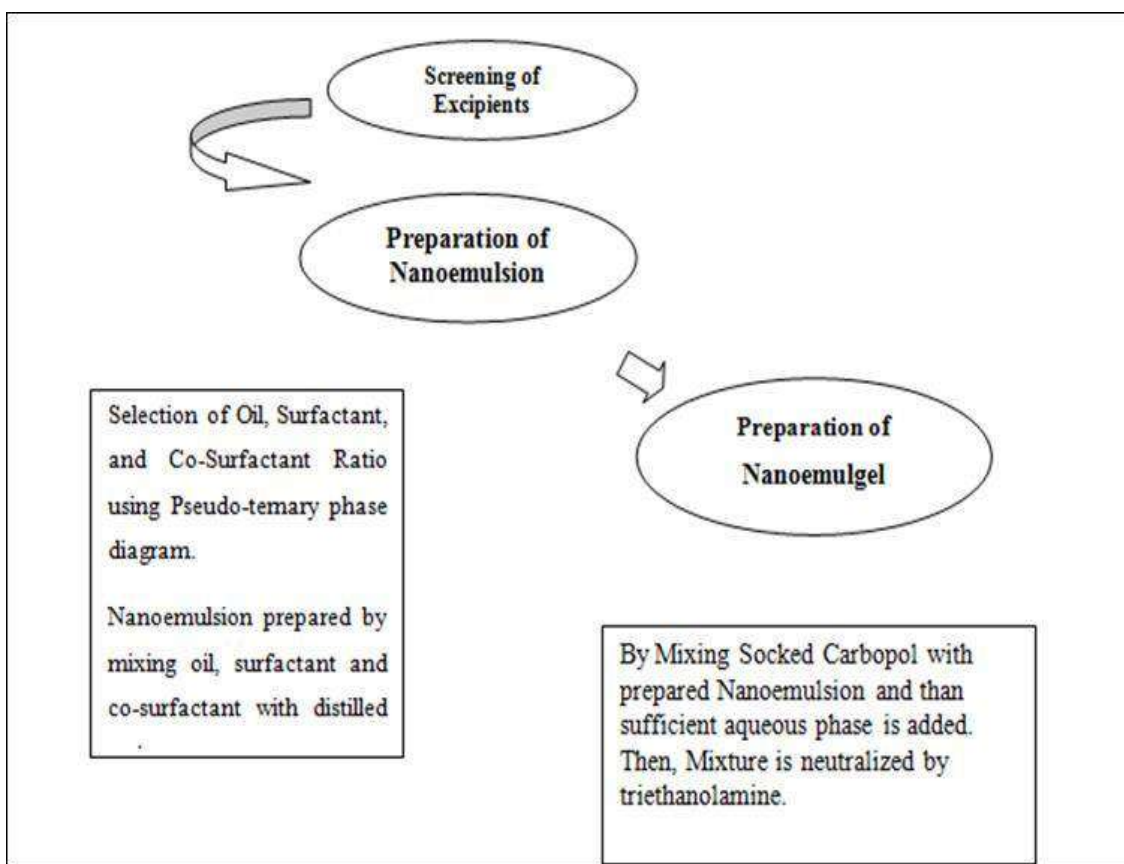 Screening of
Excipients
Preparation of
Nanoemulsion
Preparation of
Nanoemulgel
Selection of Oil, Surfactant,
and Co-Surfactant Ratio
using Pseudo-ternary phase
diagram.
Nanoemulsion prepared by
mixing oil, surfactant and
co-surfactant with distilled
By Mixing Socked Carbopol with
prepared Nanoemulsion and than
sufficient aqueous phase is added.
Then, Mixture is neutralized by
triethanolamine.